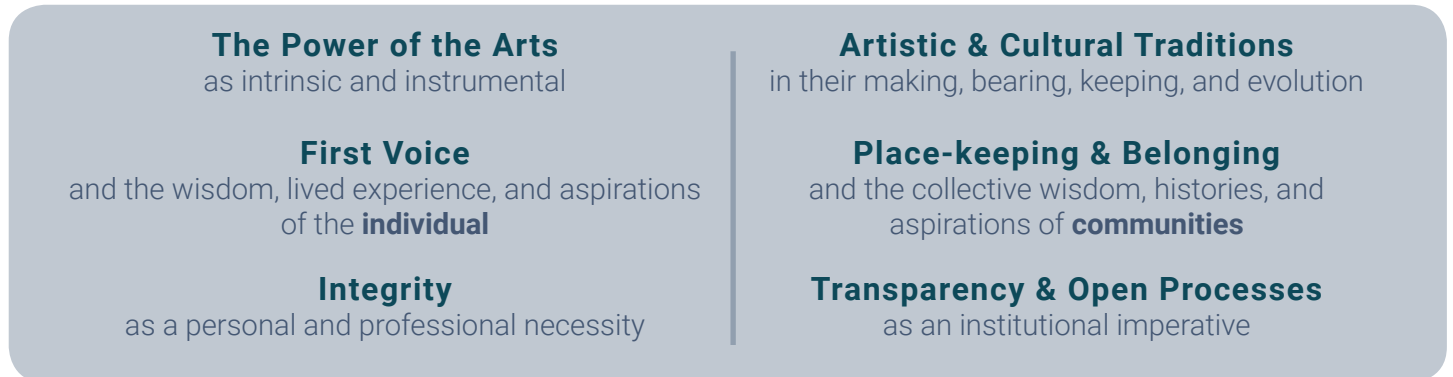 The Power of the Arts
as intrinsic and instrumental
First Voice
and the wisdom, lived experience, and aspirations
of the individual
Integrity
as a personal and professional necessity
Artistic & Cultural Traditions
in their making, bearing, keeping, and evolution
Place-keeping & Belonging
and the collective wisdom, histories, and
aspirations of communities
Transparency & Open Processes
as an institutional imperative